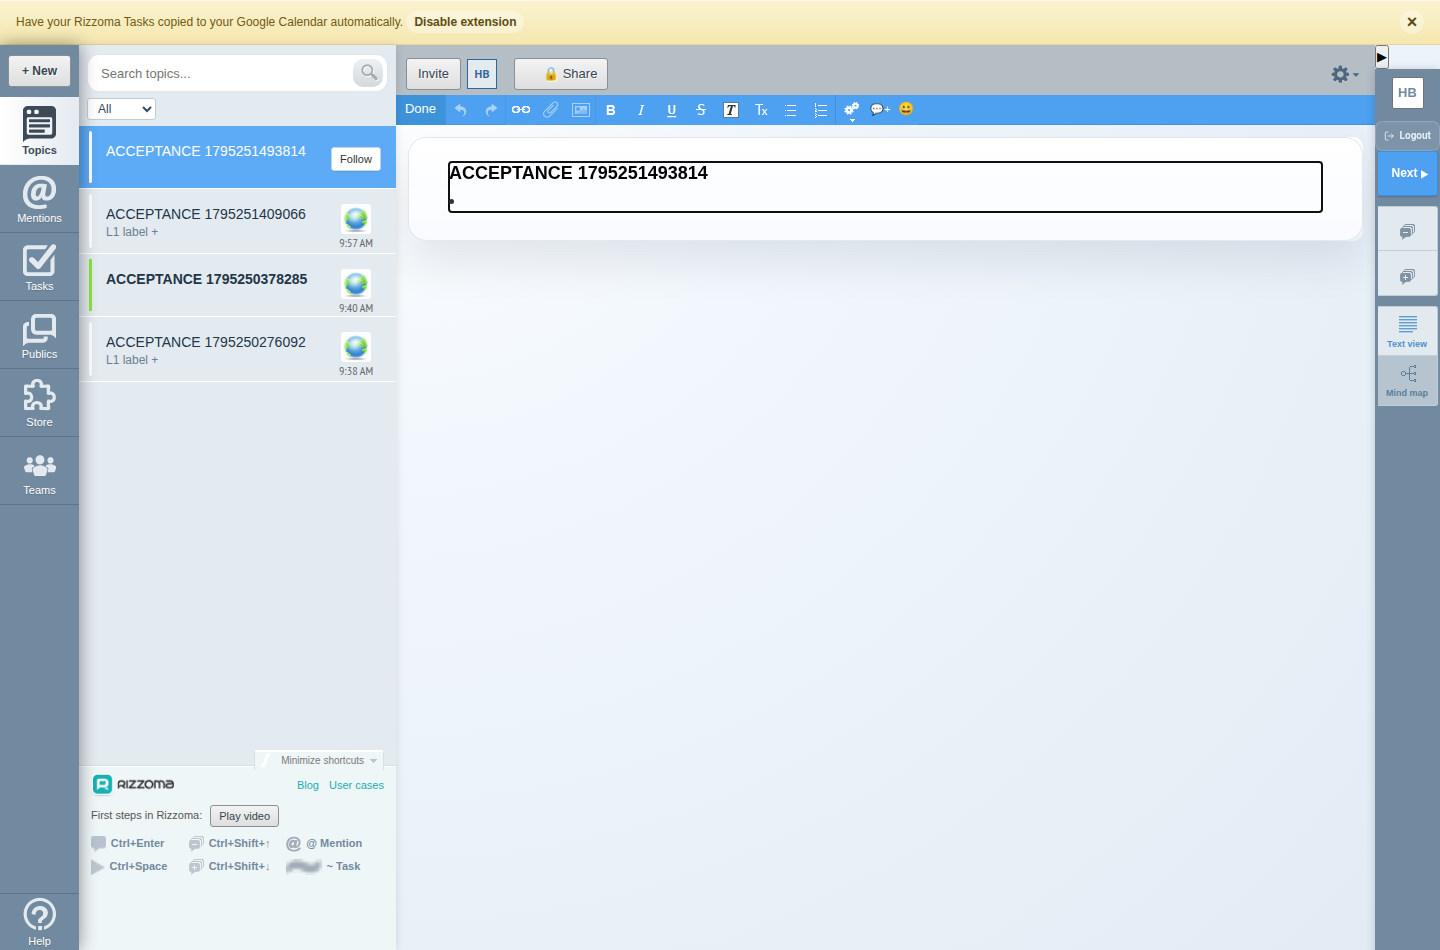 Have your Rizzoma Tasks copied to your Google Calendar automatically. Disable extension ×
+ New
Topics
Mentions
Tasks
Publics
Store
Teams
Help
Search topics...
All
ACCEPTANCE 1795251493814
Follow
ACCEPTANCE 1795251409066
L1 label +
9:57 AM
ACCEPTANCE 1795250378285
9:40 AM
ACCEPTANCE 1795250276092
L1 label +
9:38 AM
Minimize shortcuts
RIZZOMA
Blog User cases
First steps in Rizzoma: Play video
Ctrl+Enter Ctrl+Shift+↑ @ Mention
Ctrl+Space Ctrl+Shift+↓ ~ Task
Invite HB 🔒 Share
Done B I U S T Tx 💬+ 😀
ACCEPTANCE 1795251493814
•
▶
HB
Logout
Next ▶
Text view
Mind map